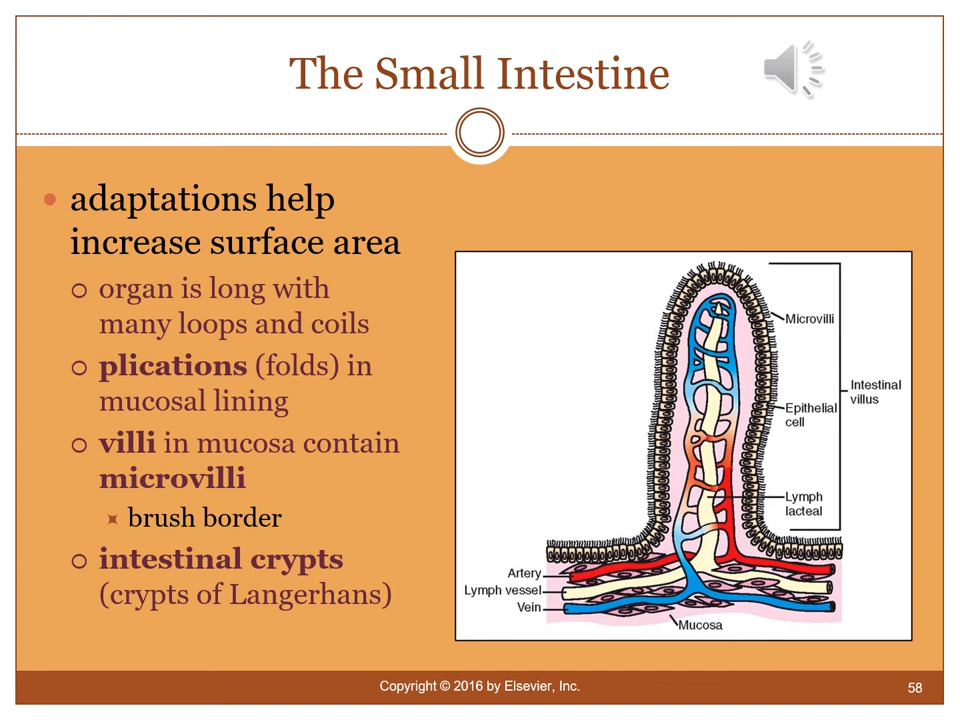 The Small Intestine
adaptations help
increase surface area
organ is long with
many loops and coils
plications (folds) in
mucosal lining
villi in mucosa contain
microvilli
brush border
intestinal crypts
(crypts of Langerhans)
Microvilli
Intestinal
villus
Epithelial
cell
Lymph
lacteal
Artery
Lymph vessel
Vein
Mucosa
Copyright © 2016 by Elsevier, Inc.
58